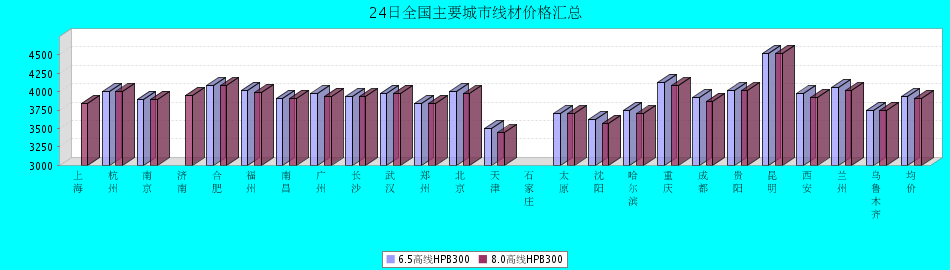 24日全国主要城市线材价格汇总
4500
4250
4000
3750
3500
3250
3000
上海
杭州
南京
济南
合肥
福州
南昌
广州
长沙
武汉
郑州
北京
天津
石家庄
太原
沈阳
哈尔滨
重庆
成都
贵阳
昆明
西安
兰州
乌鲁木齐
均价
6.5高线HPB300
8.0高线HPB300